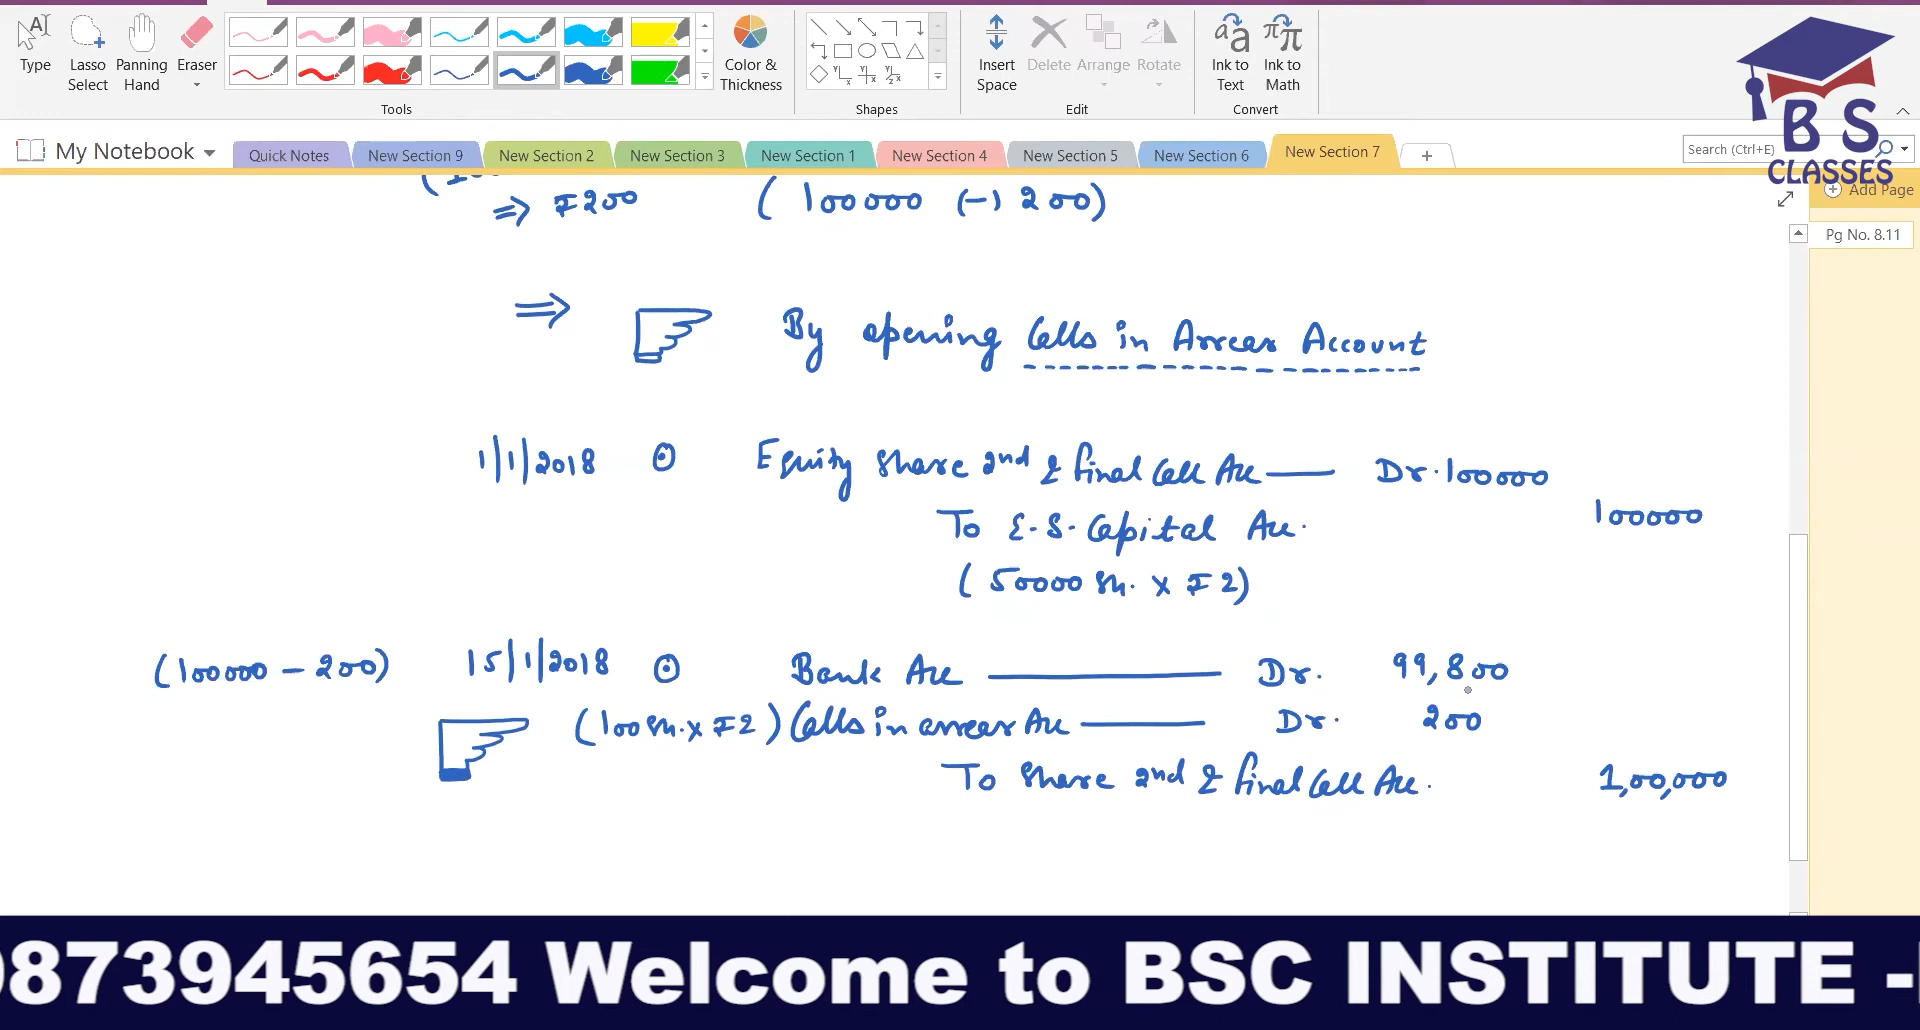 Type
Lasso Select
Panning Hand
Eraser
Color & Thickness
Insert Space
Delete
Arrange
Rotate
Ink to Text
Ink to Math
Tools
Shapes
Edit
Convert
B S
CLASSES
My Notebook
Quick Notes
New Section 9
New Section 2
New Section 3
New Section 1
New Section 4
New Section 5
New Section 6
New Section 7
Search (Ctrl+E)
Add Page
Pg No. 8.11
⇒ ₹200 (100000 (-) 200)
⇒ By opening Calls in Arrear Account
1/1/2018 Equity Share 2nd & final Call A/c — Dr. 100000
To E.S. Capital A/c. 100000
(50000 Sh. x ₹2)
(100000 - 200) 15/1/2018 Bank A/c — Dr. 99,800
(100 Sh. x ₹2) Calls in arrear A/c — Dr. 200
To Share 2nd & final Call A/c. 1,00,000
9873945654 Welcome to BSC INSTITUTE -